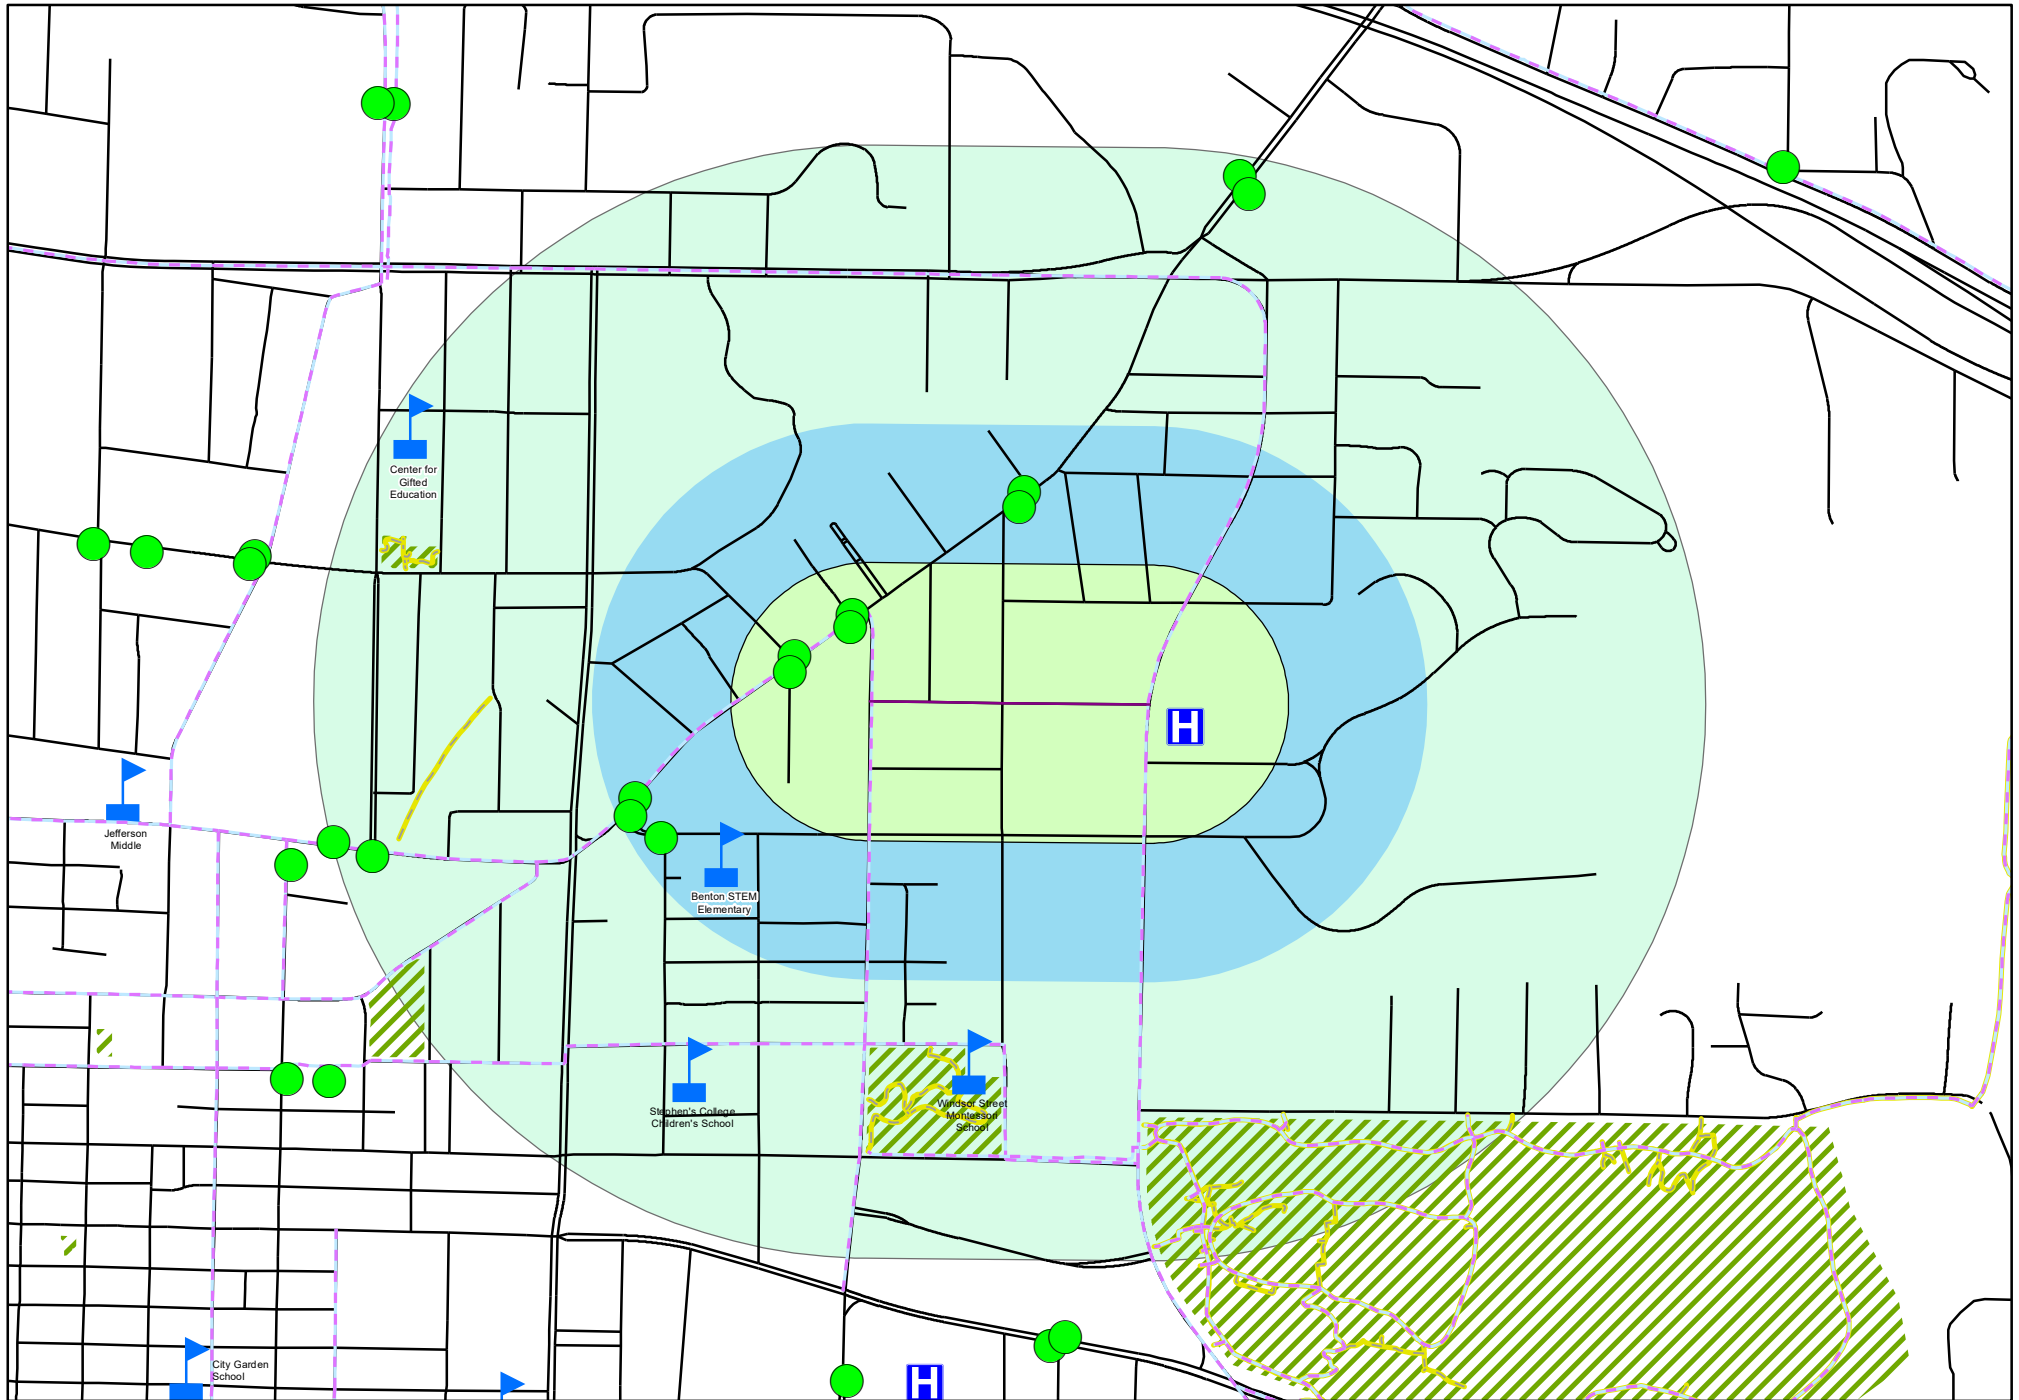 Center for
Gifted
Education
H
Jefferson
Middle
Benton STEM
Elementary
Stephen's College
Children's School
Windsor Street
Montessori
School
City Garden
School
H